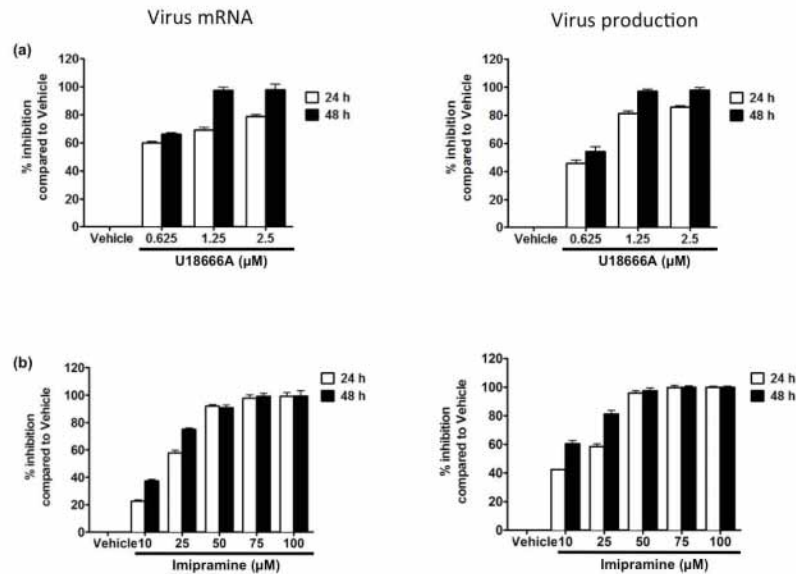 Virus mRNA
Virus production
(a)
% inhibition
compared to Vehicle
120
100
80
60
40
20
0
24 h
48 h
Vehicle 0.625 1.25 2.5
U18666A (µM)
% inhibition
compared to Vehicle
120
100
80
60
40
20
0
24 h
48 h
Vehicle 0.625 1.25 2.5
U18666A (µM)
(b)
% inhibition
compared to Vehicle
120
100
80
60
40
20
0
24 h
48 h
Vehicle 10 25 50 75 100
Imipramine (µM)
% inhibition
compared to Vehicle
120
100
80
60
40
20
0
24 h
48 h
Vehicle 10 25 50 75 100
Imipramine (µM)